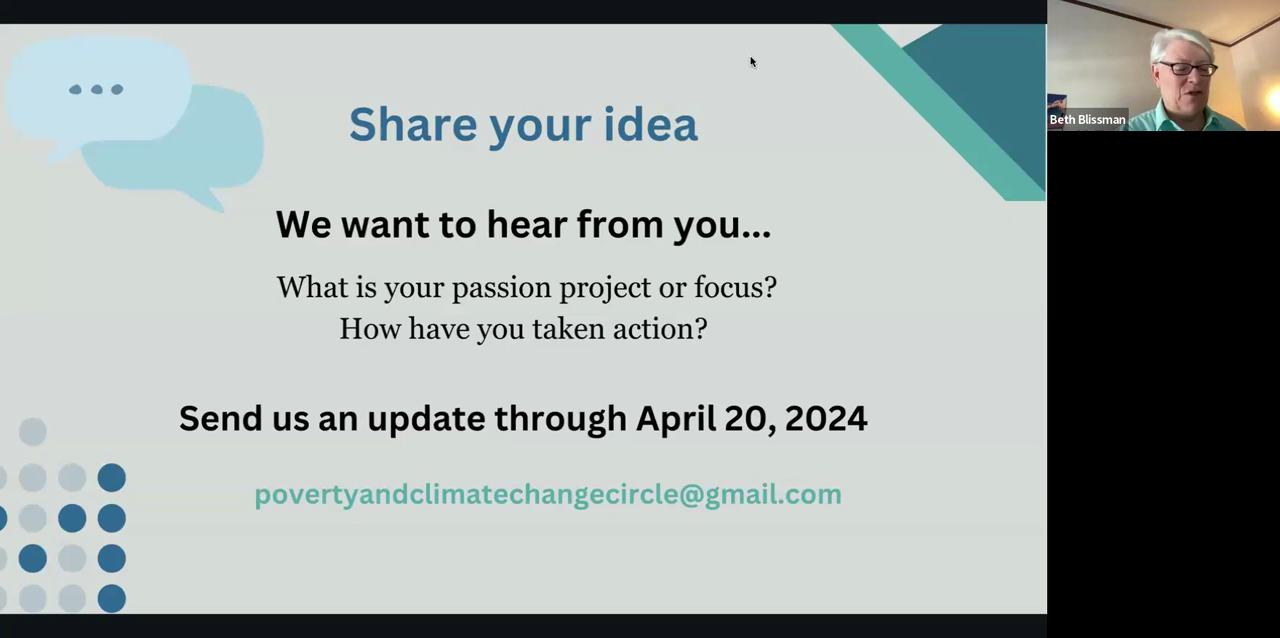 Share your idea
We want to hear from you...
What is your passion project or focus?
How have you taken action?
Send us an update through April 20, 2024
povertyandclimatechangecircle@gmail.com
Beth Blissman